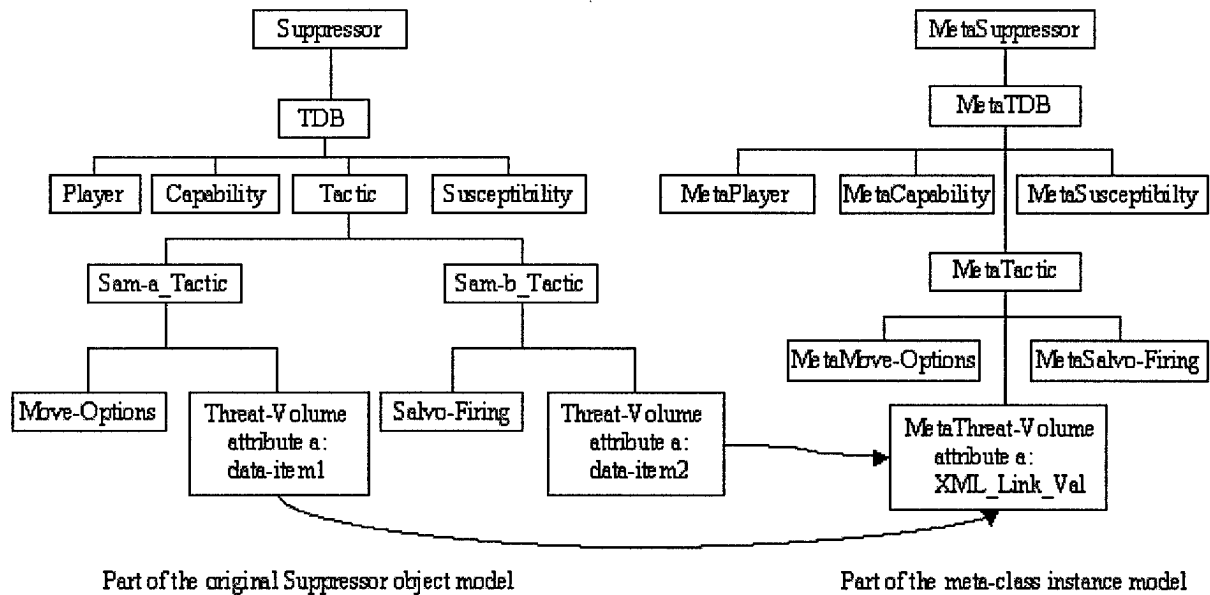 Suppressor
MetaSuppressor
TDB
MetaTDB
Player
Capability
Tactic
Susceptibility
MetaPlayer
MetaCapability
MetaSusceptibilty
Sam-a_Tactic
Sam-b_Tactic
MetaTactic
MetaMove-Options
MetaSalvo-Firing
Move-Options
Threat-Volume
attribute a:
data-item1
Salvo-Firing
Threat-Volume
attribute a:
data-item2
MetaThreat-Volume
attribute a:
XML_Link_Val
Part of the original Suppressor object model
Part of the meta-class instance model